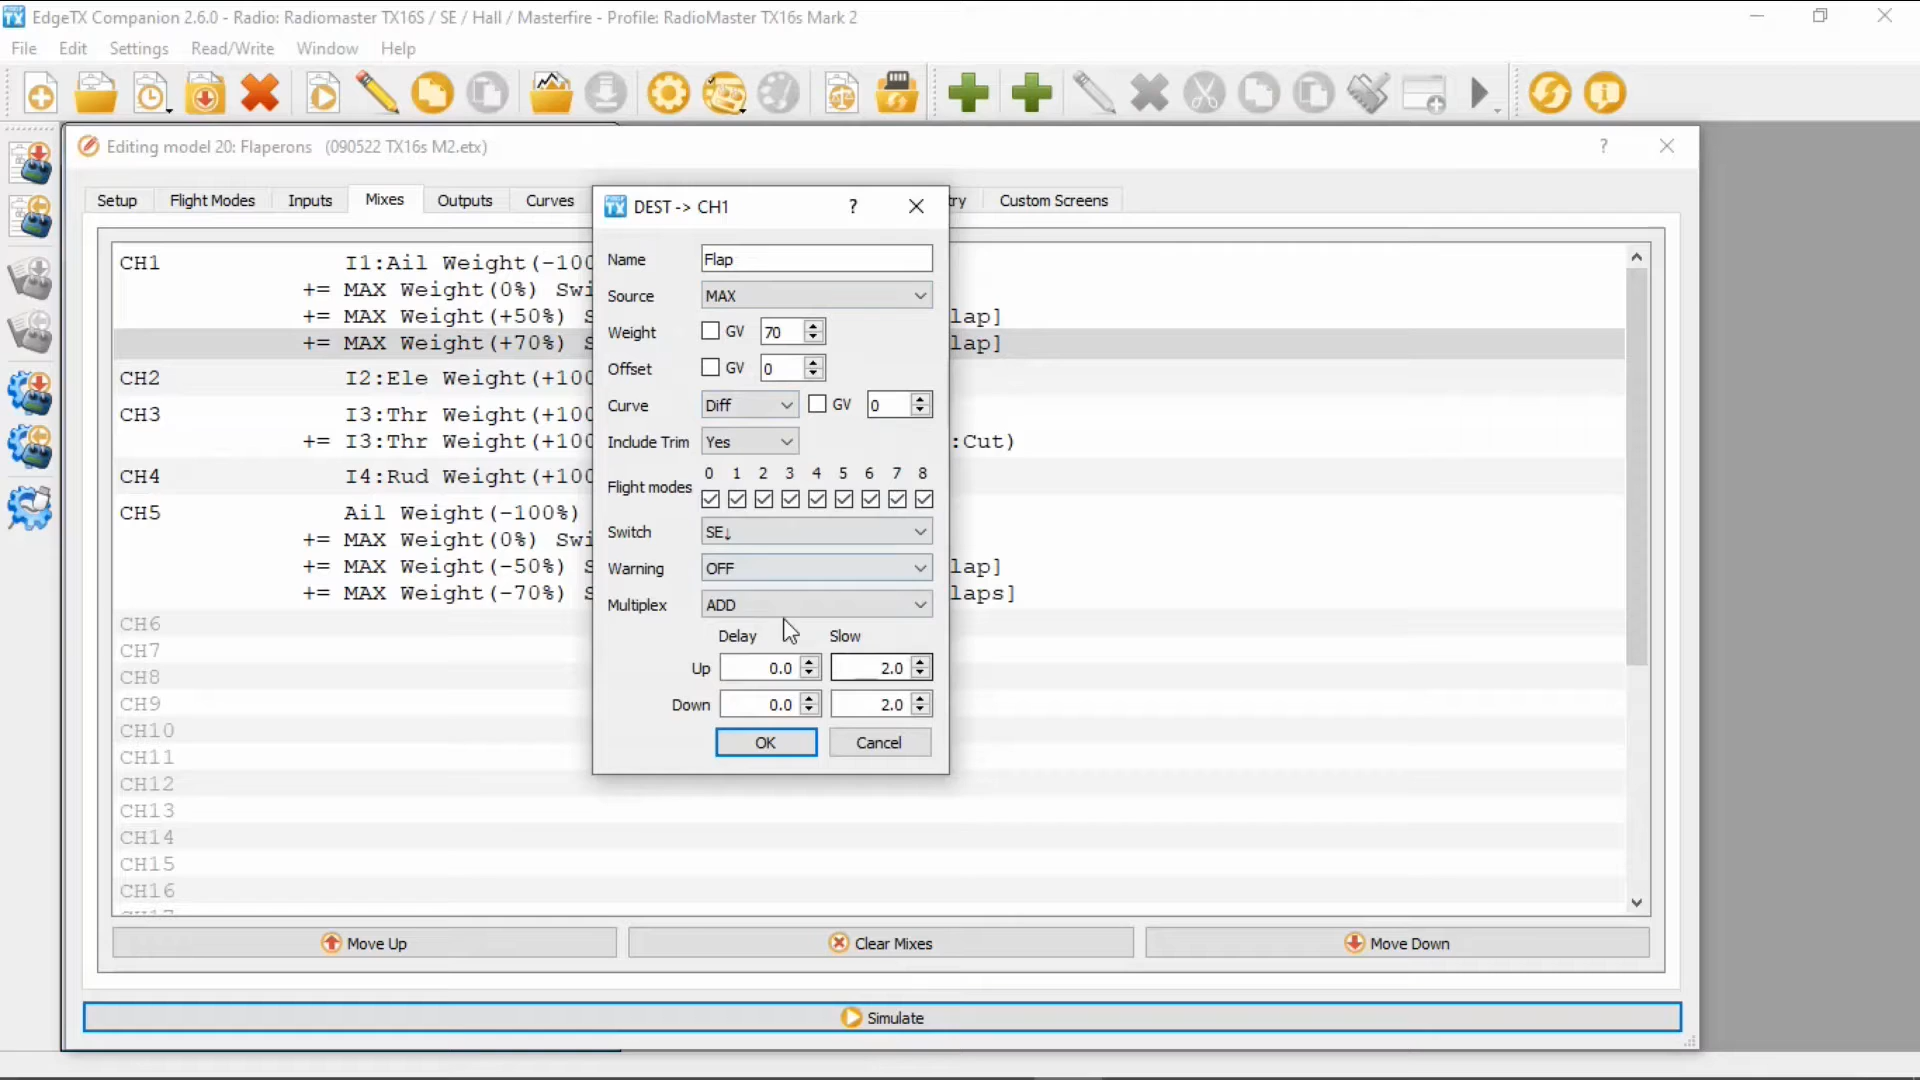 EdgeTX Companion 2.6.0 - Radio: Radiomaster TX16S / SE / Hall / Masterfire - Profile: RadioMaster TX16s Mark 2
File Edit Settings Read/Write Window Help
Editing model 20: Flaperons (090522 TX16s M2.etx) ?
Setup Flight Modes Inputs Mixes Outputs Curves Custom Screens
DEST -> CH1 ?
Name Flap
Source MAX
Weight GV 70
Offset GV 0
Curve Diff GV 0
Include Trim Yes
0 1 2 3 4 5 6 7 8
Flight modes
Switch SE↓
Warning OFF
Multiplex ADD
Delay Slow
Up 0.0 2.0
Down 0.0 2.0
OK Cancel
CH1 I1:Ail Weight(-100
+= MAX Weight(0%) Swi
+= MAX Weight(+50%) S lap]
+= MAX Weight(+70%) S lap]
CH2 I2:Ele Weight(+100
CH3 I3:Thr Weight(+100
+= I3:Thr Weight(+100 :Cut)
CH4 I4:Rud Weight(+100
CH5 Ail Weight(-100%)
+= MAX Weight(0%) Swi
+= MAX Weight(-50%) S lap]
+= MAX Weight(-70%) S laps]
CH6
CH7
CH8
CH9
CH10
CH11
CH12
CH13
CH14
CH15
CH16
Move Up Clear Mixes Move Down
Simulate